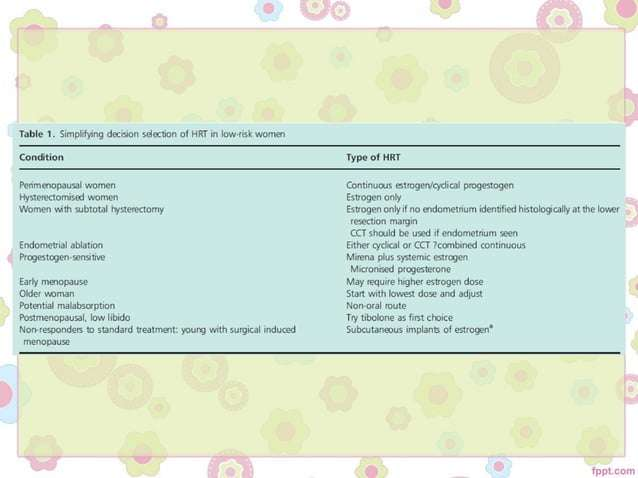 Table 1. Simplifying decision selection of HRT in low-risk women
Condition Type of HRT
Perimenopausal women Continuous estrogen/cyclical progestogen
Hysterectomised women Estrogen only
Women with subtotal hysterectomy Estrogen only if no endometrium identified histologically at the lower
resection margin
CCT should be used if endometrium seen
Endometrial ablation Either cyclical or CCT ?combined continuous
Progestogen-sensitive Mirena plus systemic estrogen
Micronised progesterone
Early menopause May require higher estrogen dose
Older woman Start with lowest dose and adjust
Potential malabsorption Non-oral route
Postmenopausal, low libido Try tibolone as first choice
Non-responders to standard treatment: young with surgical induced Subcutaneous implants of estrogen*
menopause
fppt.com